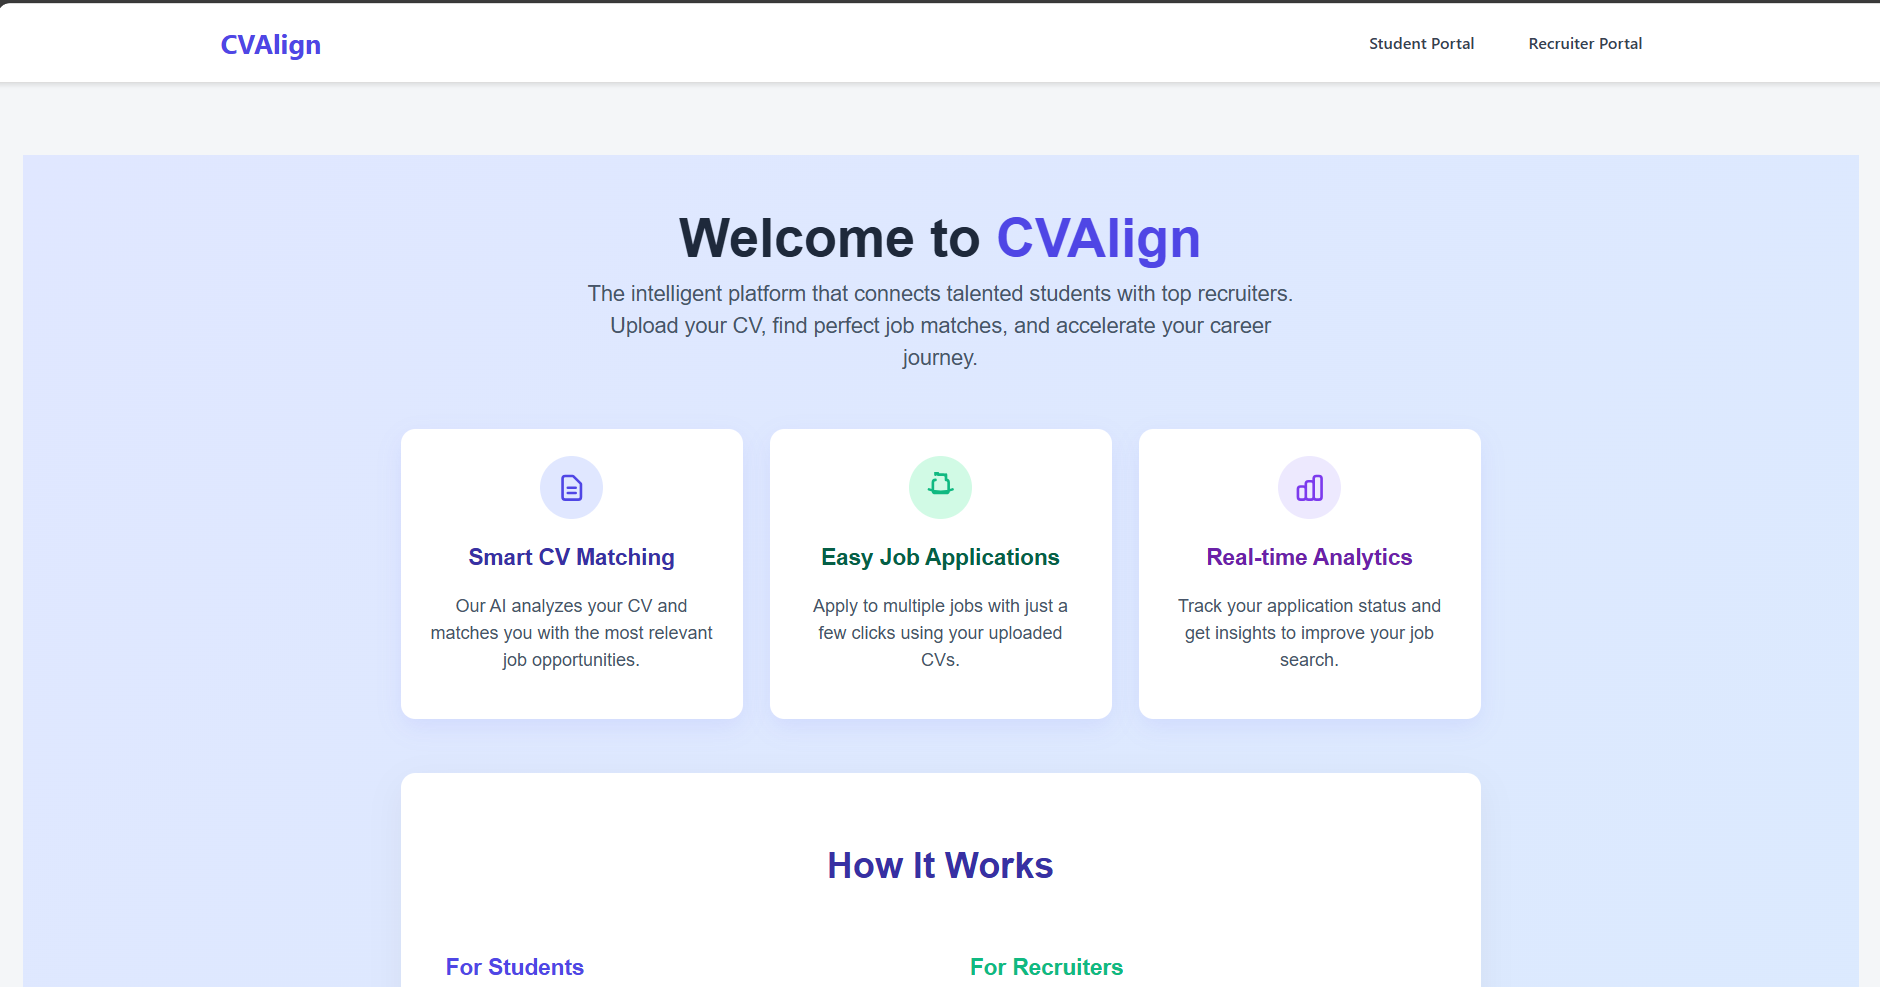 CVAlign
Student Portal
Recruiter Portal
Welcome to CVAlign
The intelligent platform that connects talented students with top recruiters.
Upload your CV, find perfect job matches, and accelerate your career
journey.
Smart CV Matching
Our AI analyzes your CV and
matches you with the most relevant
job opportunities.
Easy Job Applications
Apply to multiple jobs with just a
few clicks using your uploaded
CVs.
Real-time Analytics
Track your application status and
get insights to improve your job
search.
How It Works
For Students
For Recruiters